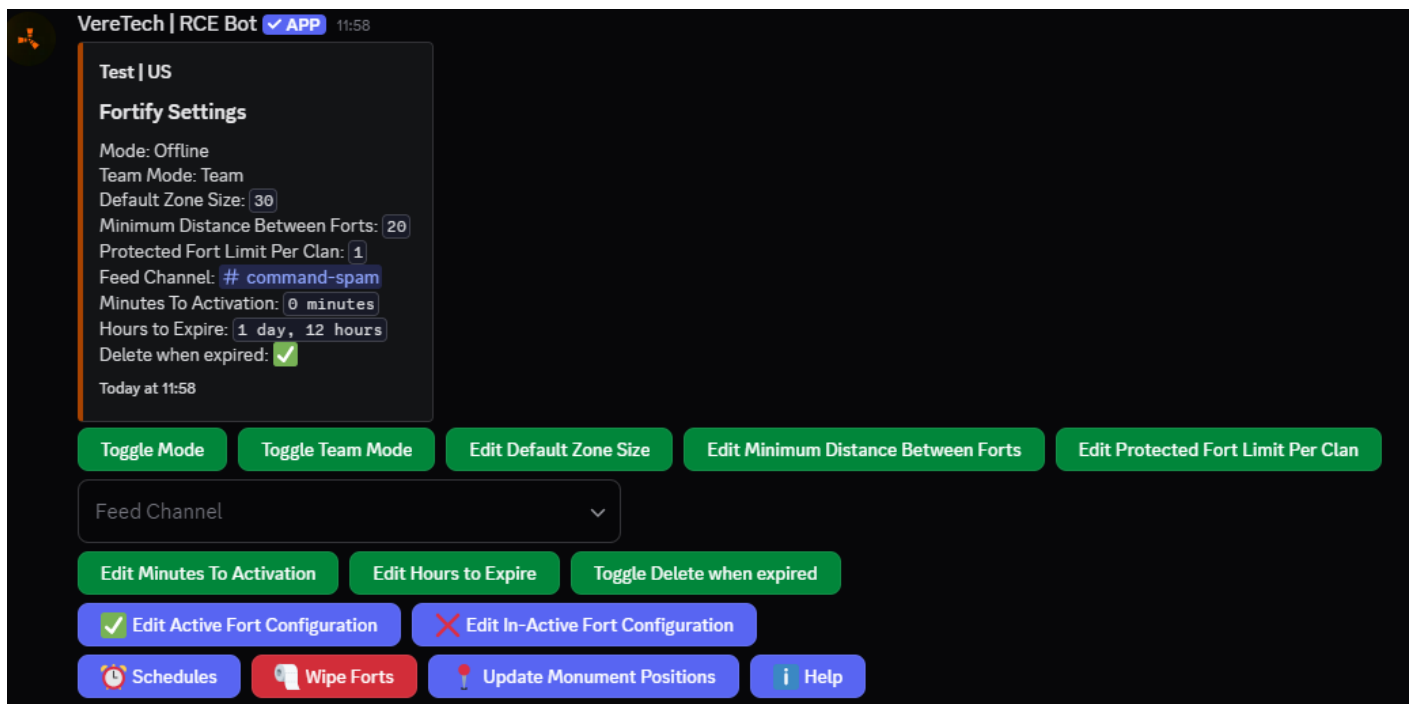 VereTech | RCE Bot ✓ APP 11:58
Test | US
Fortify Settings
Mode: Offline
Team Mode: Team
Default Zone Size: 30
Minimum Distance Between Forts: 20
Protected Fort Limit Per Clan: 1
Feed Channel: # command-spam
Minutes To Activation: 0 minutes
Hours to Expire: 1 day, 12 hours
Delete when expired: ✅
Today at 11:58
Toggle Mode Toggle Team Mode Edit Default Zone Size Edit Minimum Distance Between Forts Edit Protected Fort Limit Per Clan
Feed Channel
Edit Minutes To Activation Edit Hours to Expire Toggle Delete when expired
✅ Edit Active Fort Configuration ❌ Edit In-Active Fort Configuration
⏰ Schedules 🧻 Wipe Forts 📍 Update Monument Positions ℹ️ Help